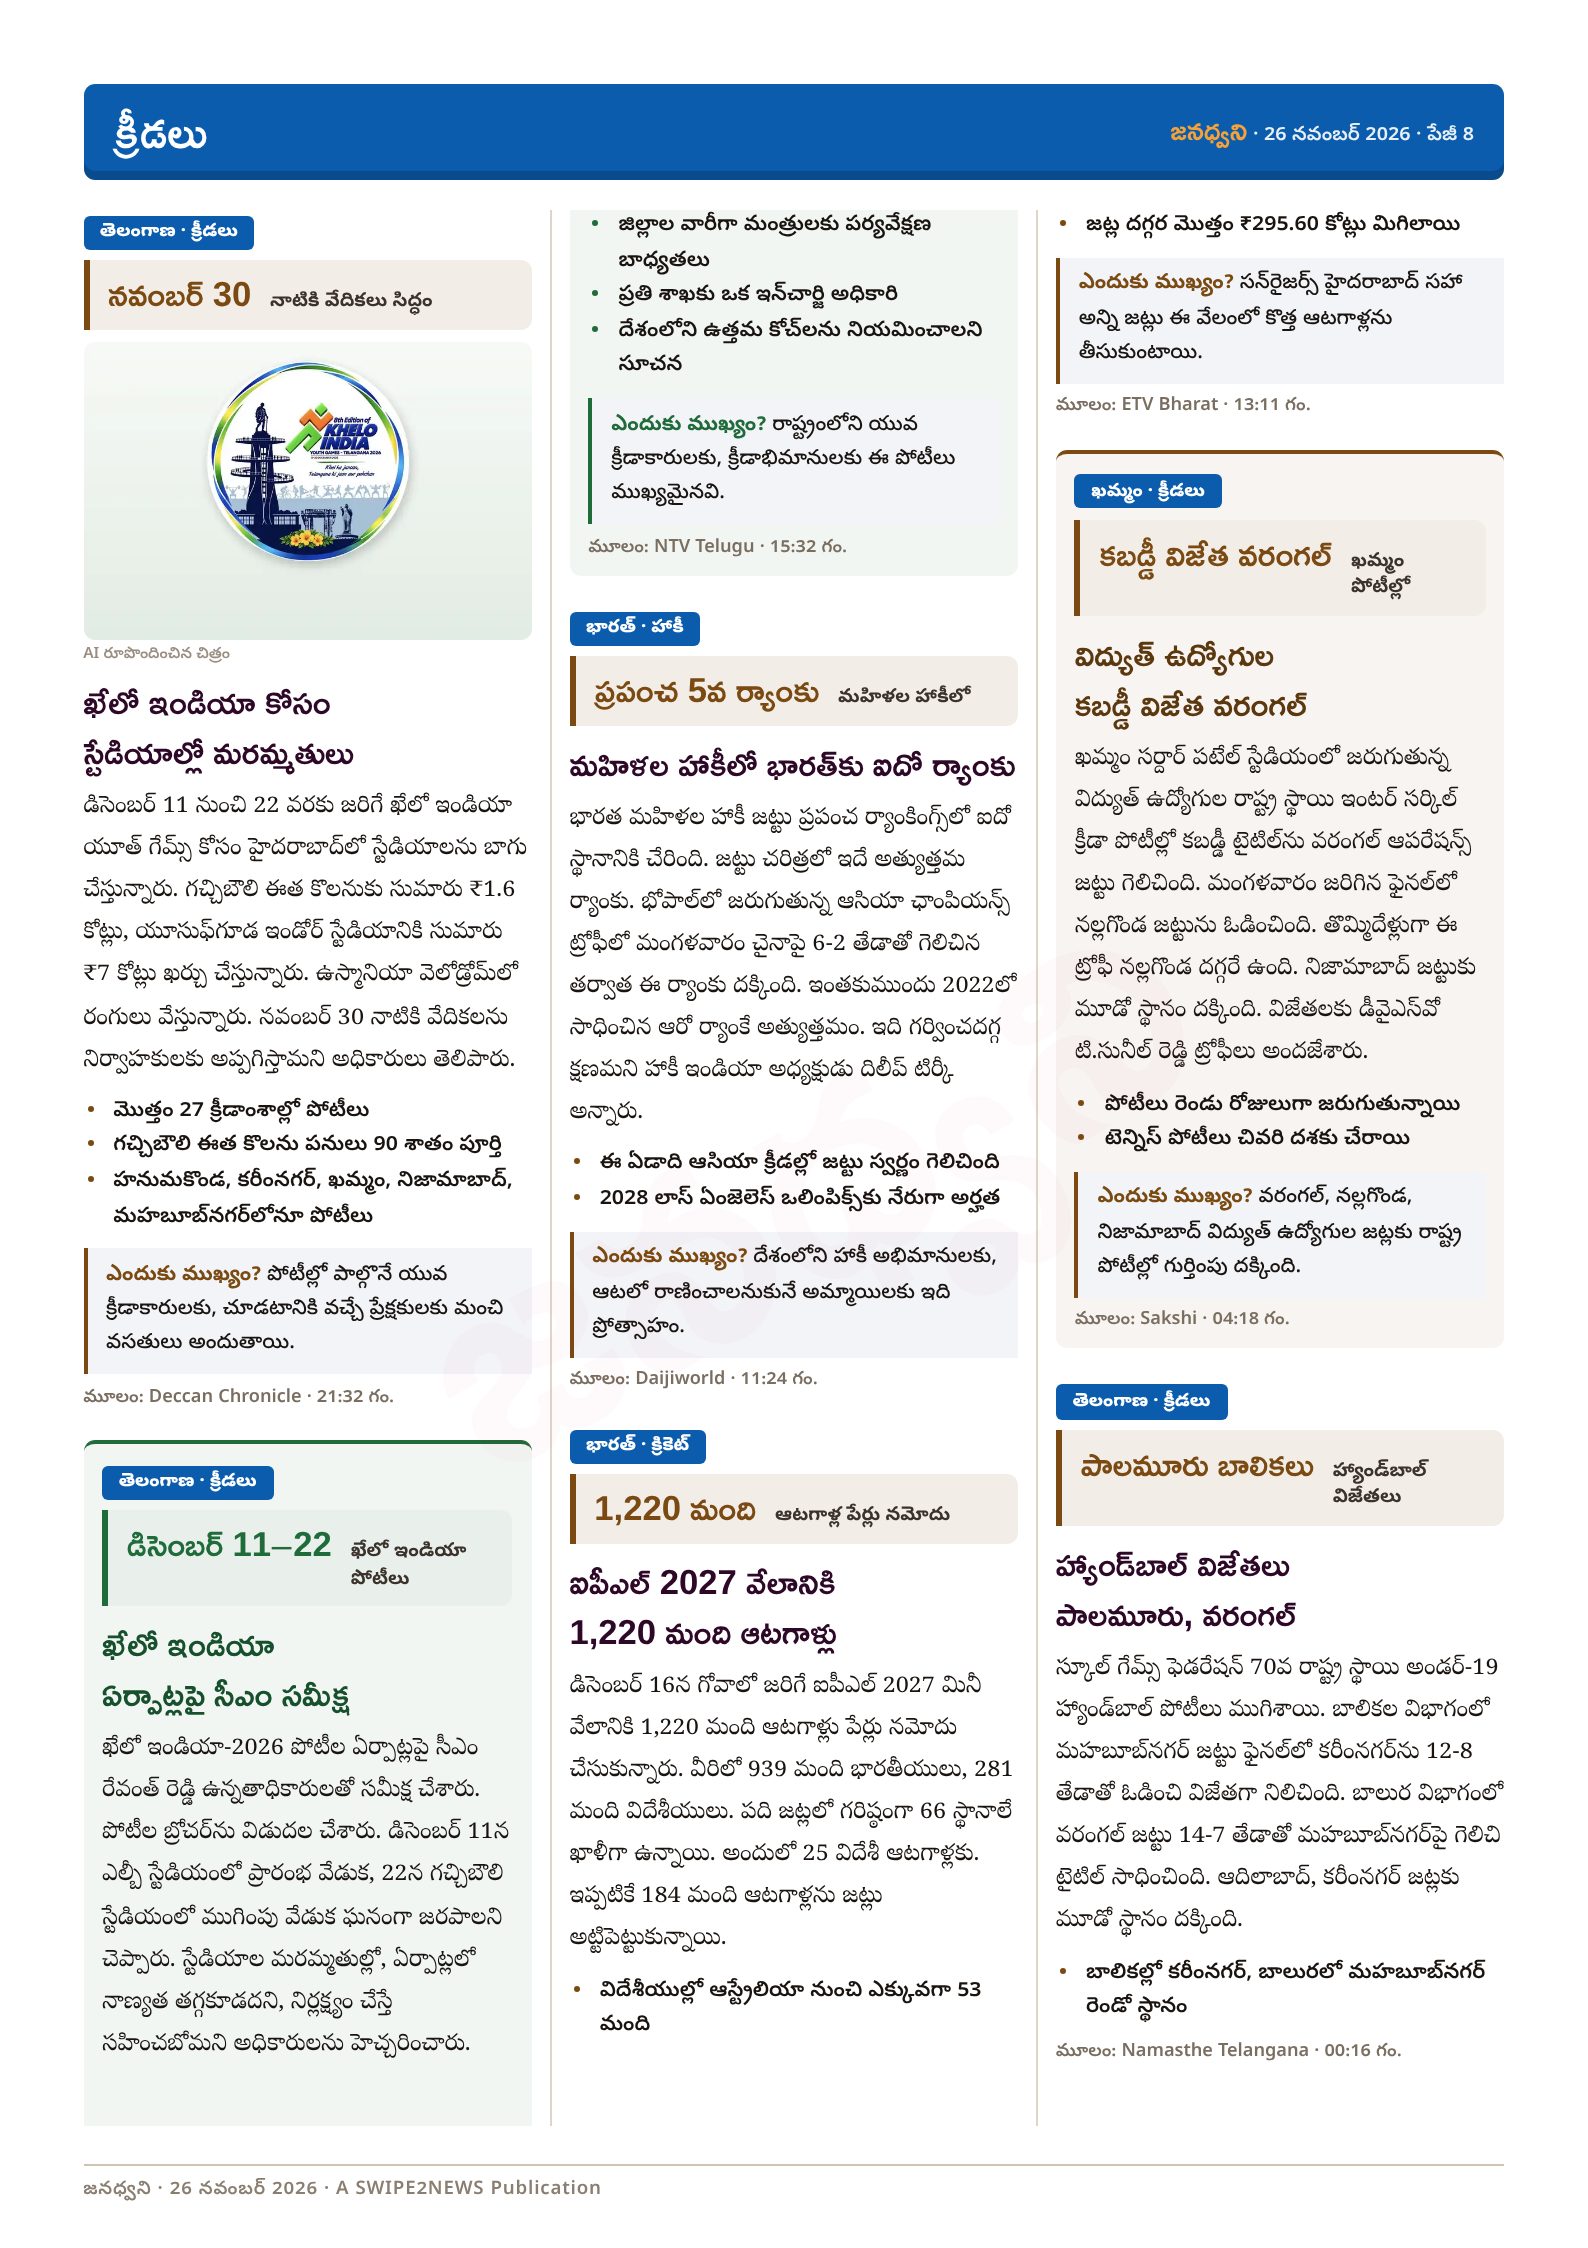 క్రీడలు
జనధ్వని · 26 నవంబర్ 2026 · పేజీ 8
తెలంగాణ · క్రీడలు
నవంబర్ 30 నాటికి వేదికలు సిద్ధం
8th Edition of
KHELO
INDIA
YOUTH GAMES - TELANGANA 2026
AI రూపొందించిన చిత్రం
ఖేలో ఇండియా కోసం
స్టేడియాల్లో మరమ్మతులు
డిసెంబర్ 11 నుంచి 22 వరకు జరిగే ఖేలో ఇండియా
యూత్ గేమ్స్ కోసం హైదరాబాద్‌లో స్టేడియాలను బాగు
చేస్తున్నారు. గచ్చిబౌలి ఈత కొలనుకు సుమారు ₹1.6
కోట్లు, యూసుఫ్‌గూడ ఇండోర్ స్టేడియానికి సుమారు
₹7 కోట్లు ఖర్చు చేస్తున్నారు. ఉస్మానియా వెలోడ్రోమ్‌లో
రంగులు వేస్తున్నారు. నవంబర్ 30 నాటికి వేదికలను
నిర్వాహకులకు అప్పగిస్తామని అధికారులు తెలిపారు.
• మొత్తం 27 క్రీడాంశాల్లో పోటీలు
• గచ్చిబౌలి ఈత కొలను పనులు 90 శాతం పూర్తి
• హనుమకొండ, కరీంనగర్, ఖమ్మం, నిజామాబాద్,
మహబూబ్‌నగర్‌లోనూ పోటీలు
ఎందుకు ముఖ్యం? పోటీల్లో పాల్గొనే యువ
క్రీడాకారులకు, చూడటానికి వచ్చే ప్రేక్షకులకు మంచి
వసతులు అందుతాయి.
మూలం: Deccan Chronicle · 21:32 గం.
తెలంగాణ · క్రీడలు
డిసెంబర్ 11–22 ఖేలో ఇండియా
పోటీలు
ఖేలో ఇండియా
ఏర్పాట్లపై సీఎం సమీక్ష
ఖేలో ఇండియా-2026 పోటీల ఏర్పాట్లపై సీఎం
రేవంత్ రెడ్డి ఉన్నతాధికారులతో సమీక్ష చేశారు.
పోటీల బ్రోచర్‌ను విడుదల చేశారు. డిసెంబర్ 11న
ఎల్బీ స్టేడియంలో ప్రారంభ వేడుక, 22న గచ్చిబౌలి
స్టేడియంలో ముగింపు వేడుక ఘనంగా జరపాలని
చెప్పారు. స్టేడియాల మరమ్మతుల్లో, ఏర్పాట్లలో
నాణ్యత తగ్గకూడదని, నిర్లక్ష్యం చేస్తే
సహించబోమని అధికారులను హెచ్చరించారు.
• జిల్లాల వారీగా మంత్రులకు పర్యవేక్షణ
బాధ్యతలు
• ప్రతి శాఖకు ఒక ఇన్‌చార్జి అధికారి
• దేశంలోని ఉత్తమ కోచ్‌లను నియమించాలని
సూచన
ఎందుకు ముఖ్యం? రాష్ట్రంలోని యువ
క్రీడాకారులకు, క్రీడాభిమానులకు ఈ పోటీలు
ముఖ్యమైనవి.
మూలం: NTV Telugu · 15:32 గం.
భారత్ · హాకీ
ప్రపంచ 5వ ర్యాంకు మహిళల హాకీలో
మహిళల హాకీలో భారత్‌కు ఐదో ర్యాంకు
భారత మహిళల హాకీ జట్టు ప్రపంచ ర్యాంకింగ్స్‌లో ఐదో
స్థానానికి చేరింది. జట్టు చరిత్రలో ఇదే అత్యుత్తమ
ర్యాంకు. భోపాల్‌లో జరుగుతున్న ఆసియా ఛాంపియన్స్
ట్రోఫీలో మంగళవారం చైనాపై 6-2 తేడాతో గెలిచిన
తర్వాత ఈ ర్యాంకు దక్కింది. ఇంతకుముందు 2022లో
సాధించిన ఆరో ర్యాంకే అత్యుత్తమం. ఇది గర్వించదగ్గ
క్షణమని హాకీ ఇండియా అధ్యక్షుడు దిలీప్ టిర్కీ
అన్నారు.
• ఈ ఏడాది ఆసియా క్రీడల్లో జట్టు స్వర్ణం గెలిచింది
• 2028 లాస్ ఏంజెలెస్ ఒలింపిక్స్‌కు నేరుగా అర్హత
ఎందుకు ముఖ్యం? దేశంలోని హాకీ అభిమానులకు,
ఆటలో రాణించాలనుకునే అమ్మాయిలకు ఇది
ప్రోత్సాహం.
మూలం: Daijiworld · 11:24 గం.
భారత్ · క్రికెట్
1,220 మంది ఆటగాళ్ల పేర్లు నమోదు
ఐపీఎల్ 2027 వేలానికి
1,220 మంది ఆటగాళ్లు
డిసెంబర్ 16న గోవాలో జరిగే ఐపీఎల్ 2027 మినీ
వేలానికి 1,220 మంది ఆటగాళ్లు పేర్లు నమోదు
చేసుకున్నారు. వీరిలో 939 మంది భారతీయులు, 281
మంది విదేశీయులు. పది జట్లలో గరిష్ఠంగా 66 స్థానాలే
ఖాళీగా ఉన్నాయి. అందులో 25 విదేశీ ఆటగాళ్లకు.
ఇప్పటికే 184 మంది ఆటగాళ్లను జట్లు
అట్టిపెట్టుకున్నాయి.
• విదేశీయుల్లో ఆస్ట్రేలియా నుంచి ఎక్కువగా 53
మంది
• జట్ల దగ్గర మొత్తం ₹295.60 కోట్లు మిగిలాయి
ఎందుకు ముఖ్యం? సన్‌రైజర్స్ హైదరాబాద్ సహా
అన్ని జట్లు ఈ వేలంలో కొత్త ఆటగాళ్లను
తీసుకుంటాయి.
మూలం: ETV Bharat · 13:11 గం.
ఖమ్మం · క్రీడలు
కబడ్డీ విజేత వరంగల్ ఖమ్మం
పోటీల్లో
విద్యుత్ ఉద్యోగుల
కబడ్డీ విజేత వరంగల్
ఖమ్మం సర్దార్ పటేల్ స్టేడియంలో జరుగుతున్న
విద్యుత్ ఉద్యోగుల రాష్ట్ర స్థాయి ఇంటర్ సర్కిల్
క్రీడా పోటీల్లో కబడ్డీ టైటిల్‌ను వరంగల్ ఆపరేషన్స్
జట్టు గెలిచింది. మంగళవారం జరిగిన ఫైనల్‌లో
నల్లగొండ జట్టును ఓడించింది. తొమ్మిదేళ్లుగా ఈ
ట్రోఫీ నల్లగొండ దగ్గరే ఉంది. నిజామాబాద్ జట్టుకు
మూడో స్థానం దక్కింది. విజేతలకు డీవైఎస్‌వో
టి.సునీల్ రెడ్డి ట్రోఫీలు అందజేశారు.
• పోటీలు రెండు రోజులుగా జరుగుతున్నాయి
• టెన్నిస్ పోటీలు చివరి దశకు చేరాయి
ఎందుకు ముఖ్యం? వరంగల్, నల్లగొండ,
నిజామాబాద్ విద్యుత్ ఉద్యోగుల జట్లకు రాష్ట్ర
పోటీల్లో గుర్తింపు దక్కింది.
మూలం: Sakshi · 04:18 గం.
తెలంగాణ · క్రీడలు
పాలమూరు బాలికలు హ్యాండ్‌బాల్
విజేతలు
హ్యాండ్‌బాల్ విజేతలు
పాలమూరు, వరంగల్
స్కూల్ గేమ్స్ ఫెడరేషన్ 70వ రాష్ట్ర స్థాయి అండర్-19
హ్యాండ్‌బాల్ పోటీలు ముగిశాయి. బాలికల విభాగంలో
మహబూబ్‌నగర్ జట్టు ఫైనల్‌లో కరీంనగర్‌ను 12-8
తేడాతో ఓడించి విజేతగా నిలిచింది. బాలుర విభాగంలో
వరంగల్ జట్టు 14-7 తేడాతో మహబూబ్‌నగర్‌పై గెలిచి
టైటిల్ సాధించింది. ఆదిలాబాద్, కరీంనగర్ జట్లకు
మూడో స్థానం దక్కింది.
• బాలికల్లో కరీంనగర్, బాలురలో మహబూబ్‌నగర్
రెండో స్థానం
మూలం: Namasthe Telangana · 00:16 గం.
జనధ్వని · 26 నవంబర్ 2026 · A SWIPE2NEWS Publication